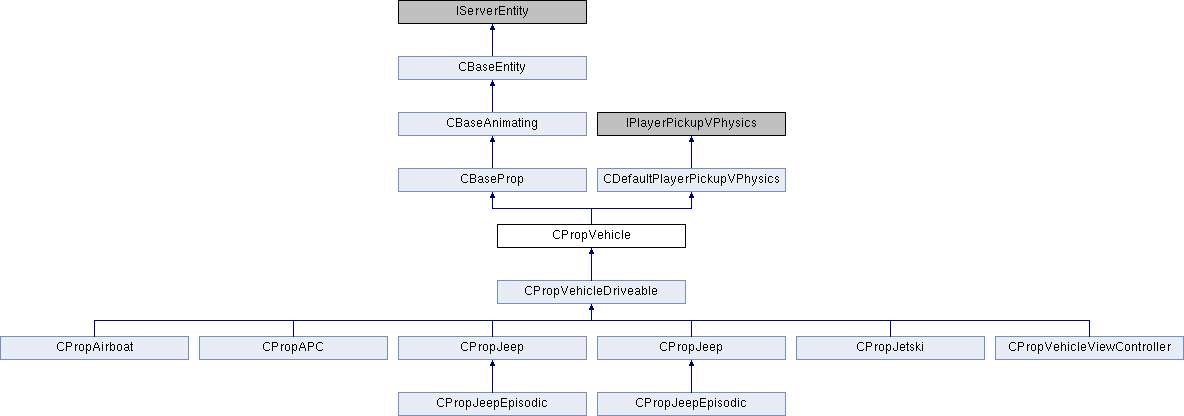 IServerEntity
CBaseEntity
CBaseAnimating
IPlayerPickupVPhysics
CBaseProp
CDefaultPlayerPickupVPhysics
CPropVehicle
CPropVehicleDriveable
CPropAirboat
CPropAPC
CPropJeep
CPropJeep
CPropJetski
CPropVehicleViewController
CPropJeepEpisodic
CPropJeepEpisodic